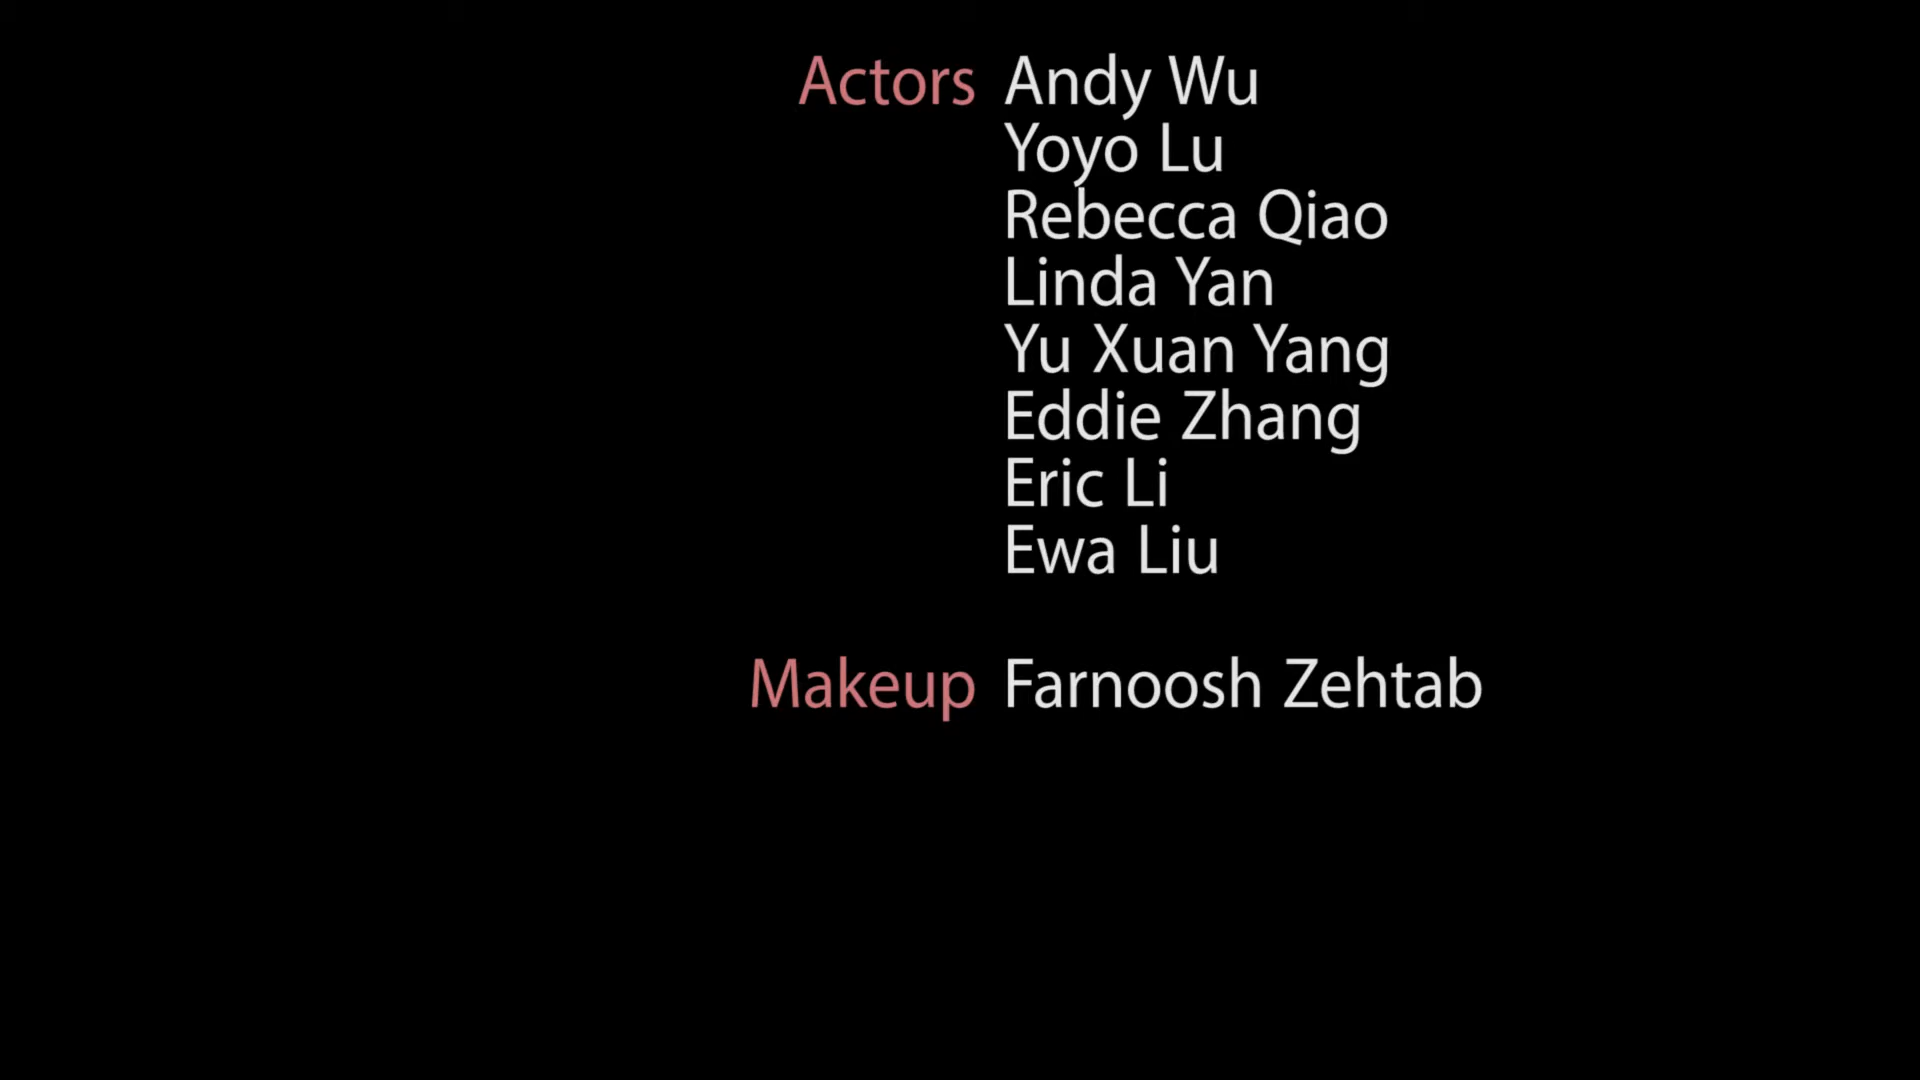 Actors Andy Wu
Yoyo Lu
Rebecca Qiao
Linda Yan
Yu Xuan Yang
Eddie Zhang
Eric Li
Ewa Liu
Makeup Farnoosh Zehtab